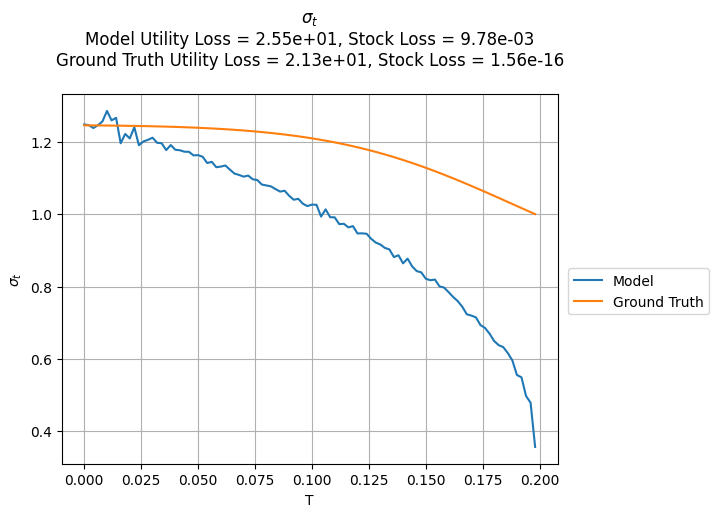 σt
Model Utility Loss = 2.55e+01, Stock Loss = 9.78e-03
Ground Truth Utility Loss = 2.13e+01, Stock Loss = 1.56e-16
1.2
1.0
0.8
0.6
0.4
σt
0.000 0.025 0.050 0.075 0.100 0.125 0.150 0.175 0.200
T
Model
Ground Truth